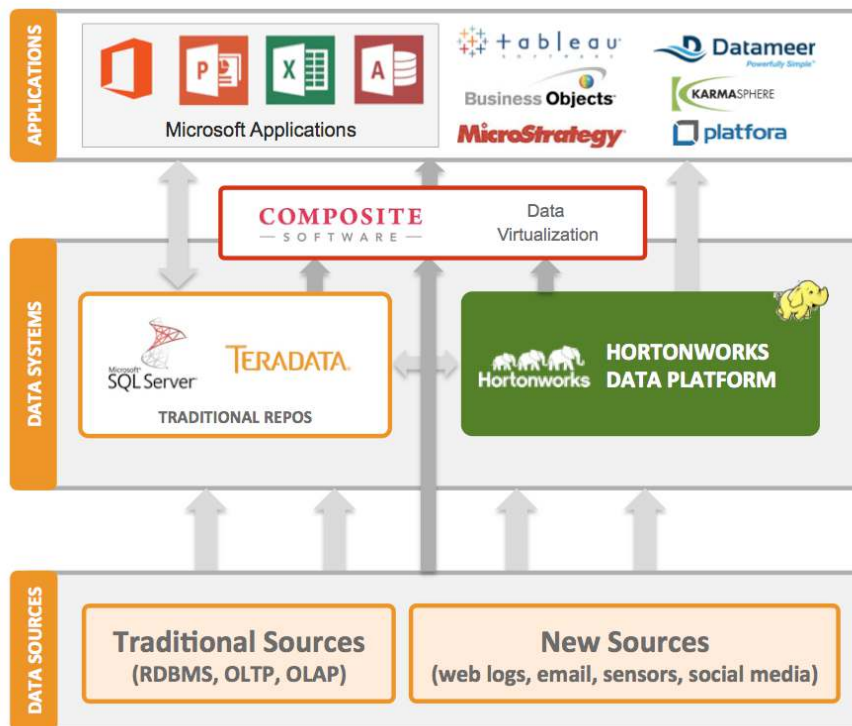 APPLICATIONS
P
X
A
Microsoft Applications
+ a b l e a u
S O F T W A R E
Business Objects
MicroStrategy
Datameer
Powerfully Simple
KARMASPHERE
platfora
COMPOSITE
SOFTWARE
Data
Virtualization
DATA SYSTEMS
Microsoft
SQL Server
TERADATA
TRADITIONAL REPOS
Hortonworks
HORTONWORKS
DATA PLATFORM
DATA SOURCES
Traditional Sources
(RDBMS, OLTP, OLAP)
New Sources
(web logs, email, sensors, social media)